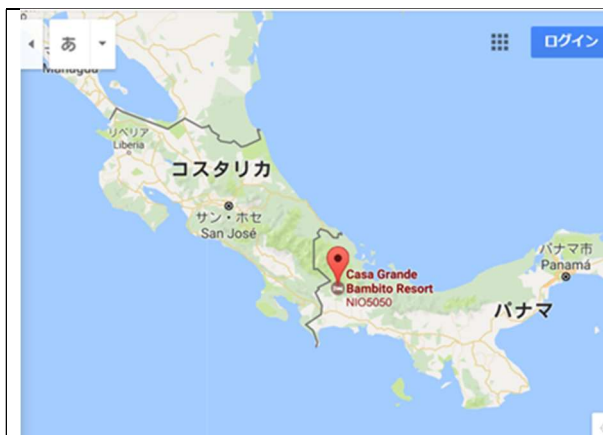 あ
ログイン
Managua
リベリア
Liberia
コスタリカ
サン・ホセ
San José
Casa Grande
Bambito Resort
NIO5050
パナマ市
Panamá
パナマ